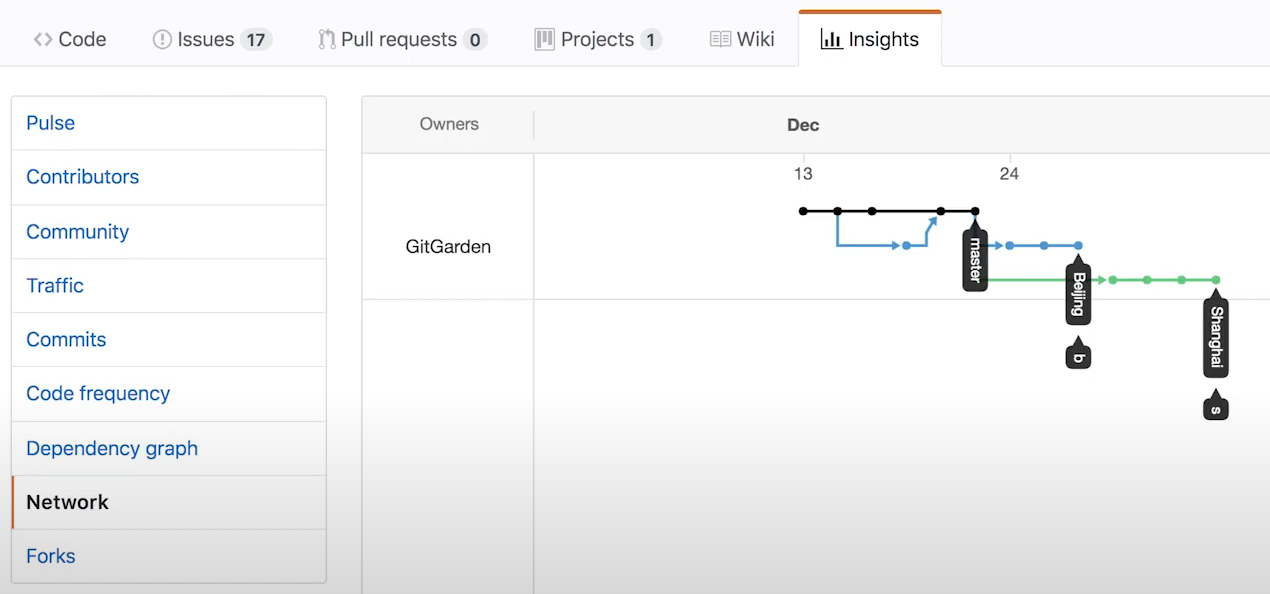 Code Issues 17 Pull requests 0 Projects 1 Wiki Insights
Pulse
Contributors
Community
Traffic
Commits
Code frequency
Dependency graph
Network
Forks
Owners Dec
13 24
GitGarden
master
Beijing
b
Shanghai
s